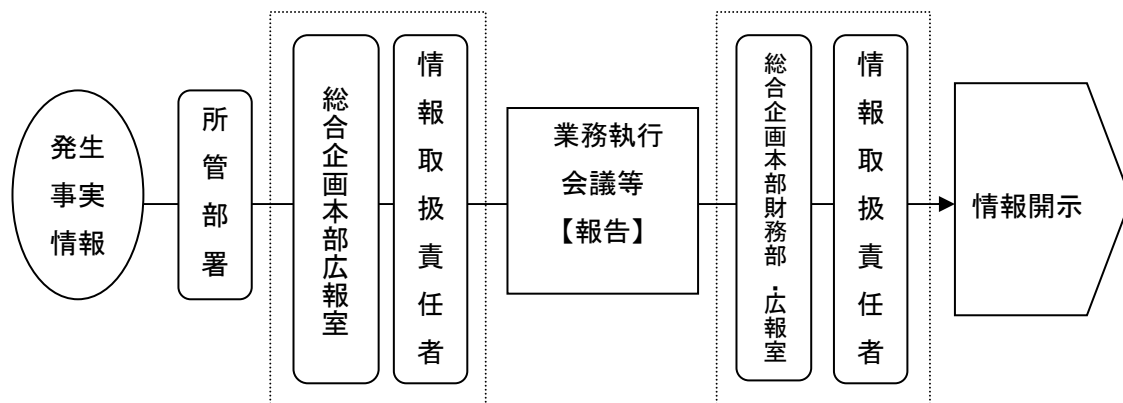 発生
事実
情報
所管部署
総合企画本部広報室
情報取扱責任者
業務執行
会議等
【報告】
総合企画本部財務部・広報室
情報取扱責任者
情報開示